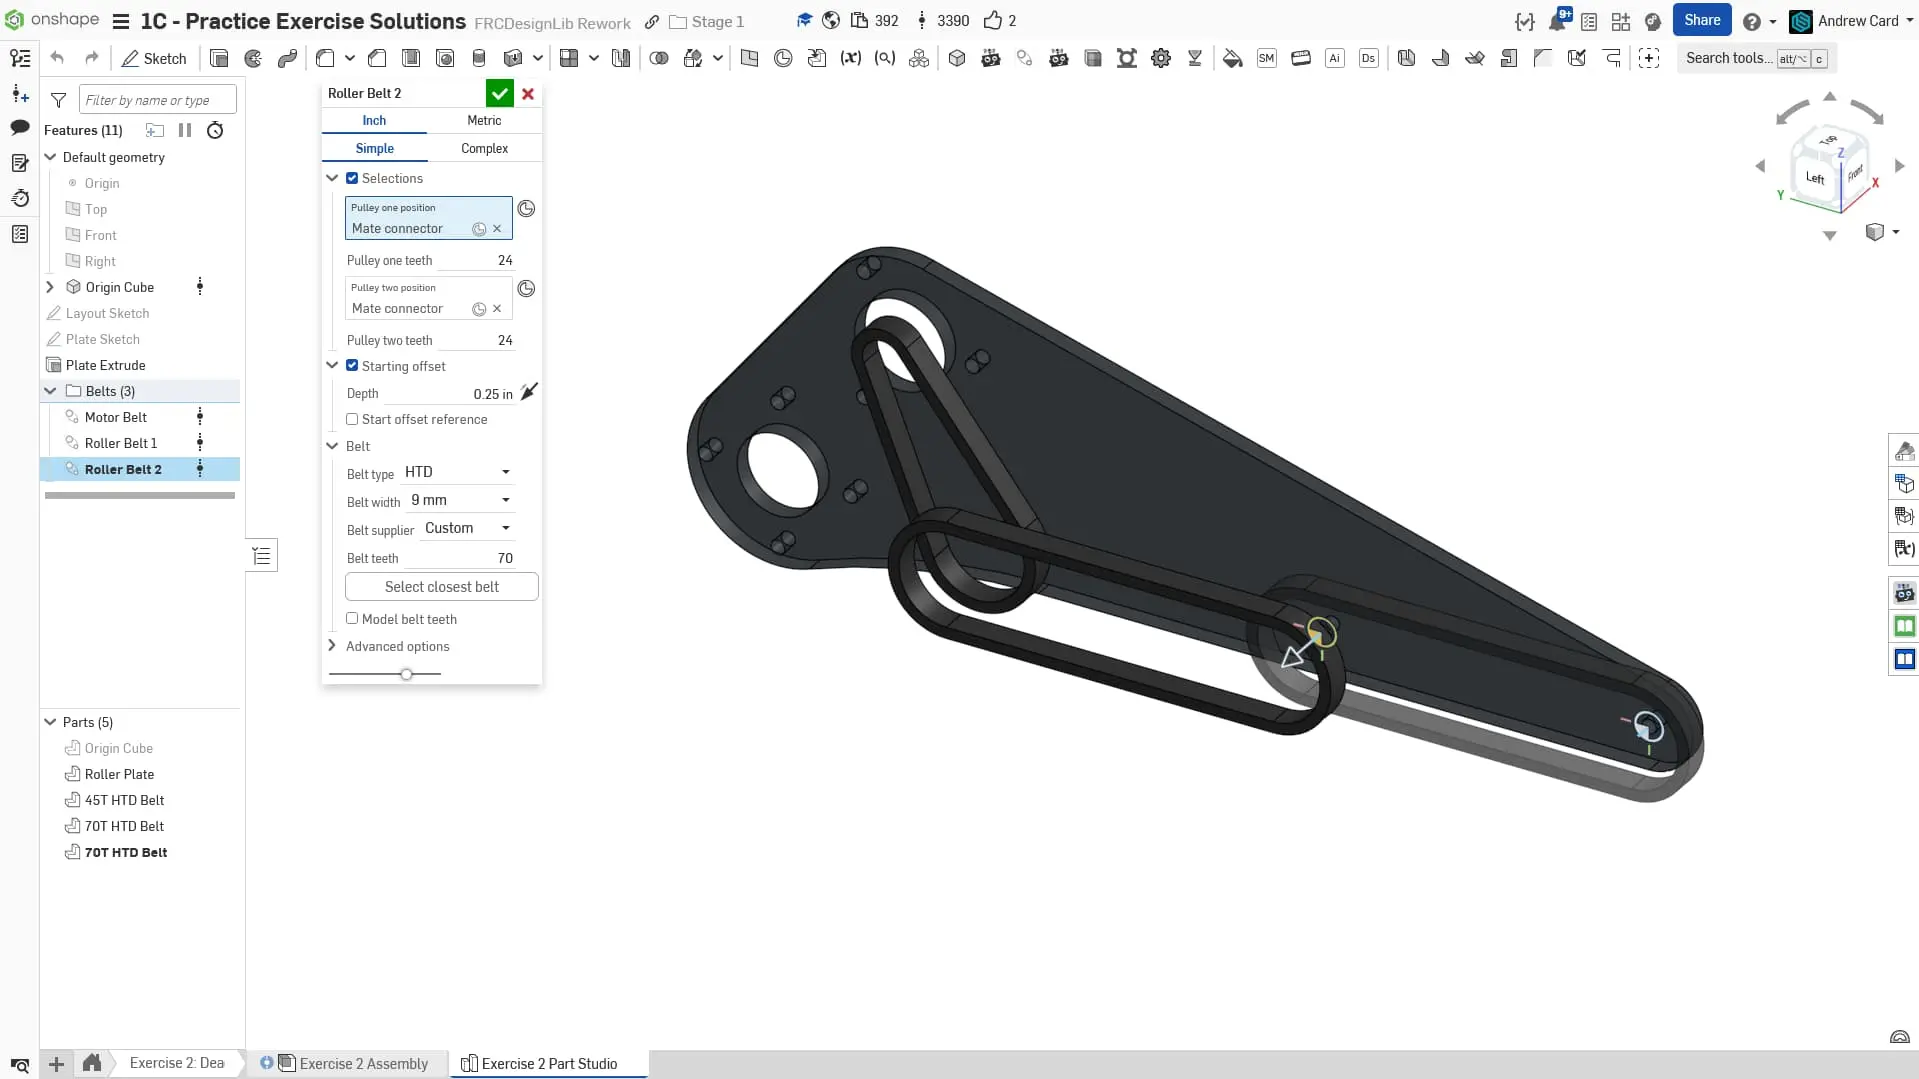 onshape
1C - Practice Exercise Solutions
FRCDesignLib Rework
Stage 1
392
3390
2
9+
Share
Andrew Card
Sketch
SM
Ai
Ds
Search tools...
alt/⌥ c
Filter by name or type
Features (11)
Default geometry
Origin
Top
Front
Right
Origin Cube
Layout Sketch
Plate Sketch
Plate Extrude
Belts (3)
Motor Belt
Roller Belt 1
Roller Belt 2
Parts (5)
Origin Cube
Roller Plate
45T HTD Belt
70T HTD Belt
70T HTD Belt
Roller Belt 2
Inch
Metric
Simple
Complex
Selections
Pulley one position
Mate connector
Pulley one teeth 24
Pulley two position
Mate connector
Pulley two teeth 24
Starting offset
Depth 0.25 in
Start offset reference
Belt
Belt type HTD
Belt width 9 mm
Belt supplier Custom
Belt teeth 70
Select closest belt
Model belt teeth
Advanced options
Top
Left
Front
Z
Y
X
Exercise 2: Dea
Exercise 2 Assembly
Exercise 2 Part Studio